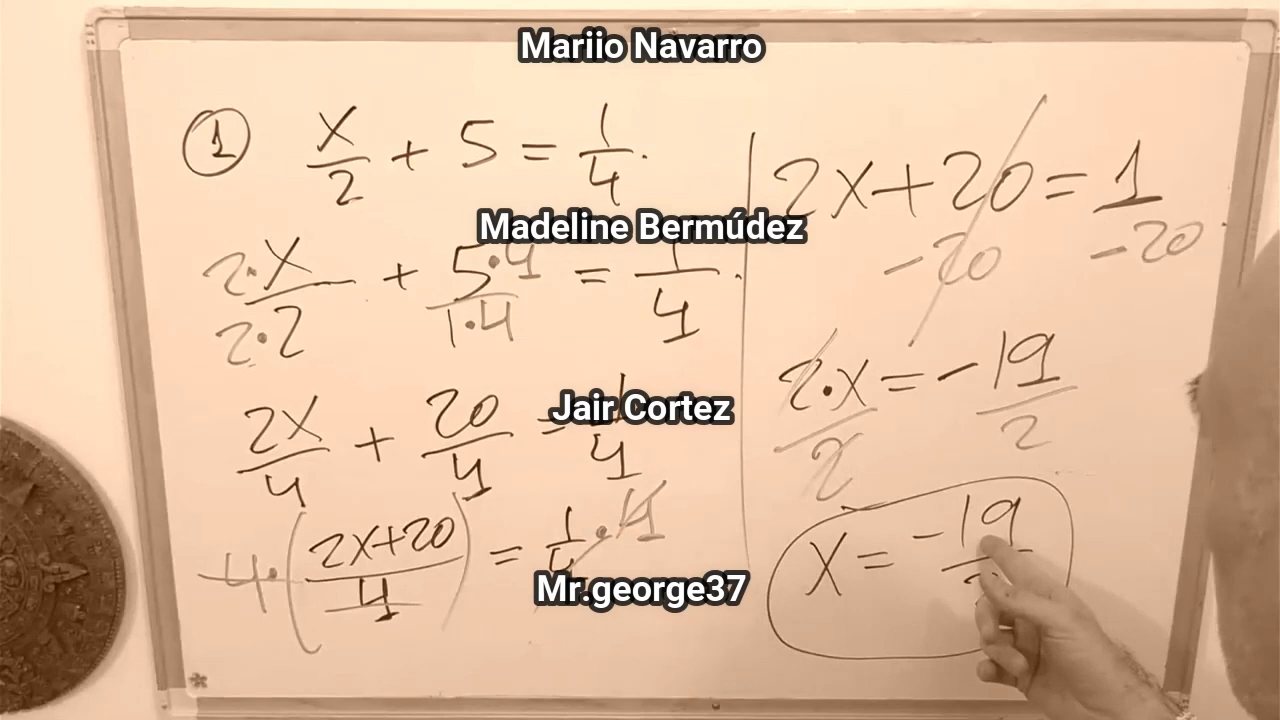 Mariio Navarro
① x/2 + 5 = 1/4.
Madeline Bermúdez
2·x/2·2 + 5·4/1·4 = 1/4.
Jair Cortez
2x/4 + 20/4 = 1/4
4·(2x+20/4) = 1/4·4
Mr.george37
2x+20=1
-20 -20
2·x/2 = -19/2
x = -19/
*